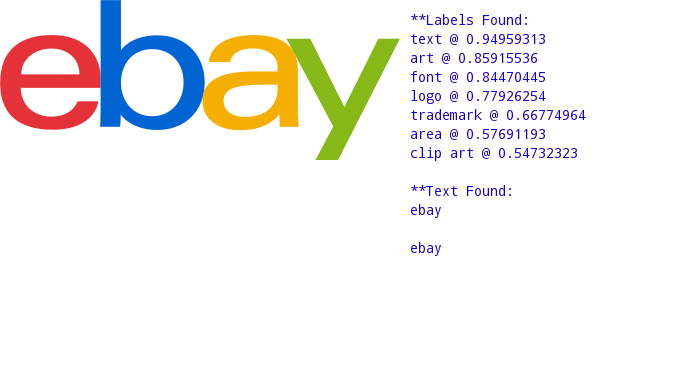 ebay
**Labels Found:
text @ 0.94959313
art @ 0.85915536
font @ 0.84470445
logo @ 0.77926254
trademark @ 0.66774964
area @ 0.57691193
clip art @ 0.54732323
**Text Found:
ebay
ebay